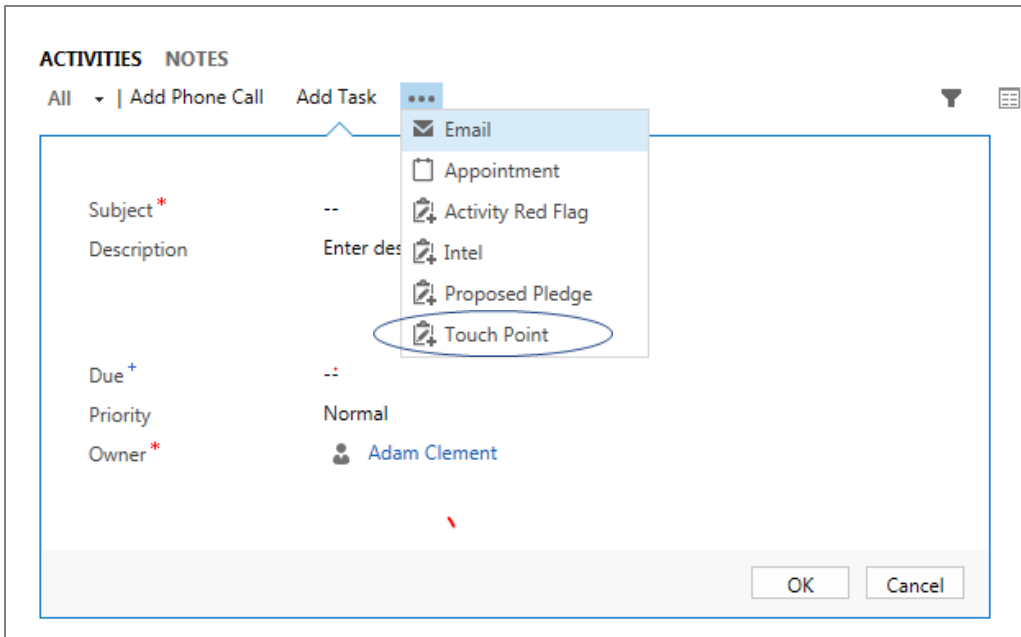 ACTIVITIES NOTES
All | Add Phone Call Add Task •••
Email
Appointment
Subject * --
Activity Red Flag
Description Enter des
Intel
Proposed Pledge
Touch Point
Due + --
Priority Normal
Owner * Adam Clement
OK Cancel